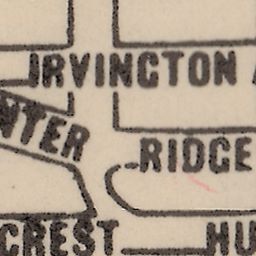 IRVINGTON
NTER
RIDGE
CREST HU